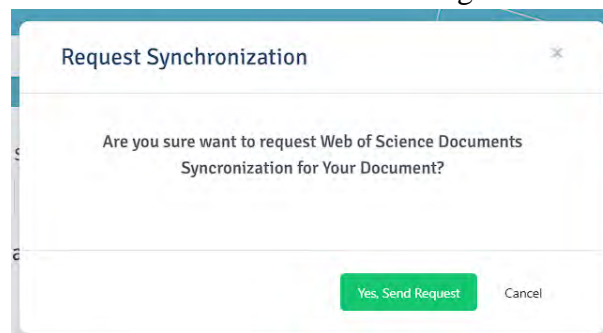 Request Synchronization
×
Are you sure want to request Web of Science Documents
Syncronization for Your Document?
Yes, Send Request Cancel